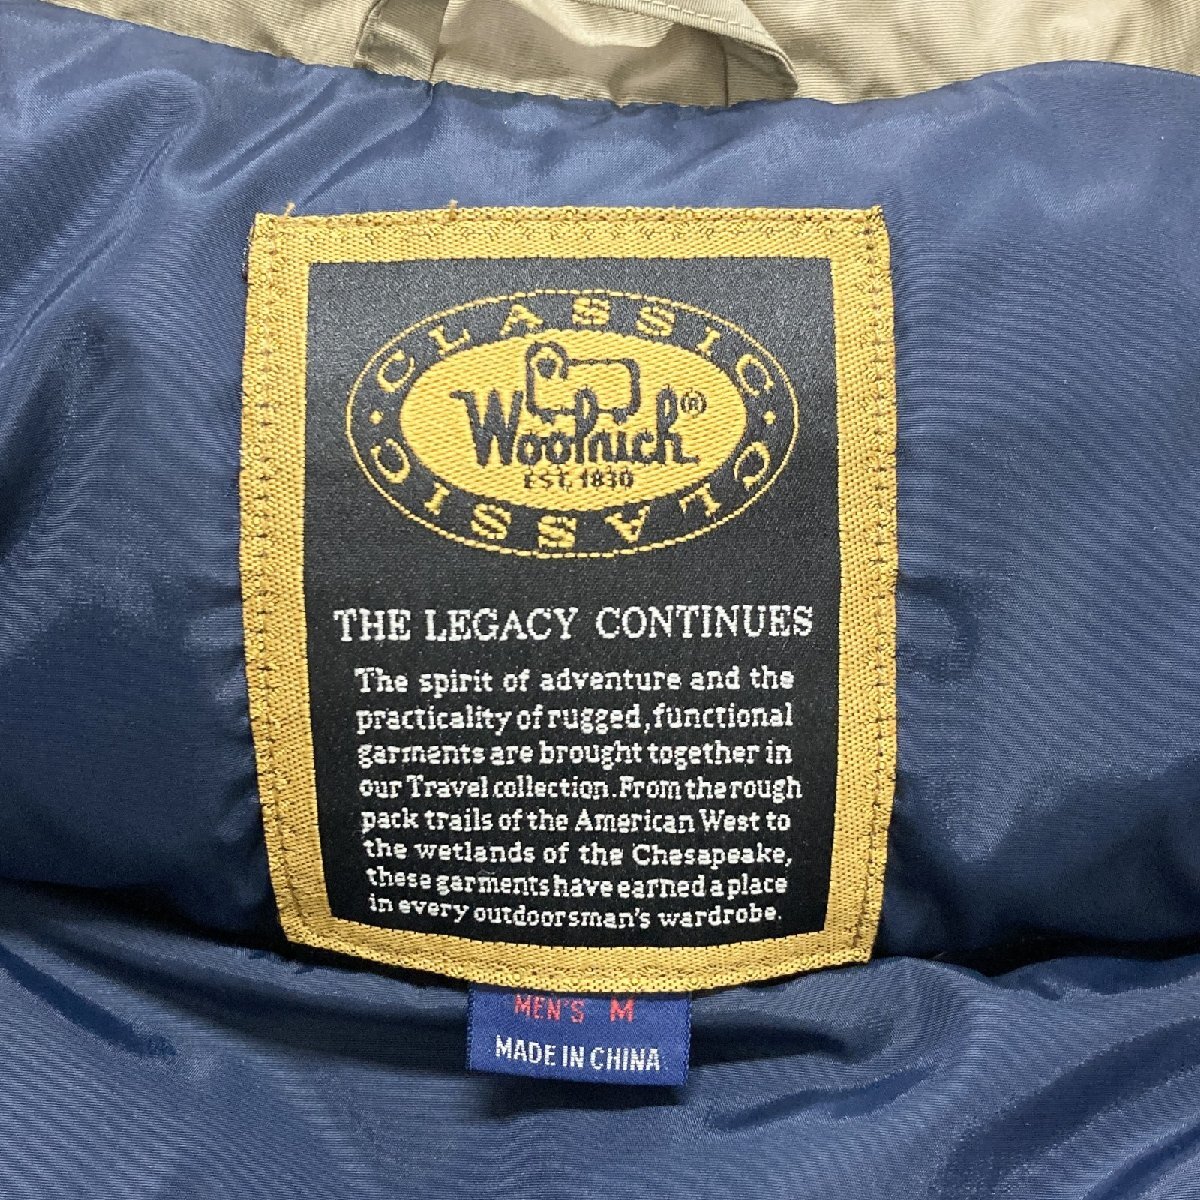 CLASSIC · CLASSIC ·
Woolrich®
EST. 1830
THE LEGACY CONTINUES
The spirit of adventure and the
practicality of rugged, functional
garments are brought together in
our Travel collection. From the rough
pack trails of the American West to
the wetlands of the Chesapeake,
these garments have earned a place
in every outdoorsman's wardrobe.
MEN'S M
MADE IN CHINA